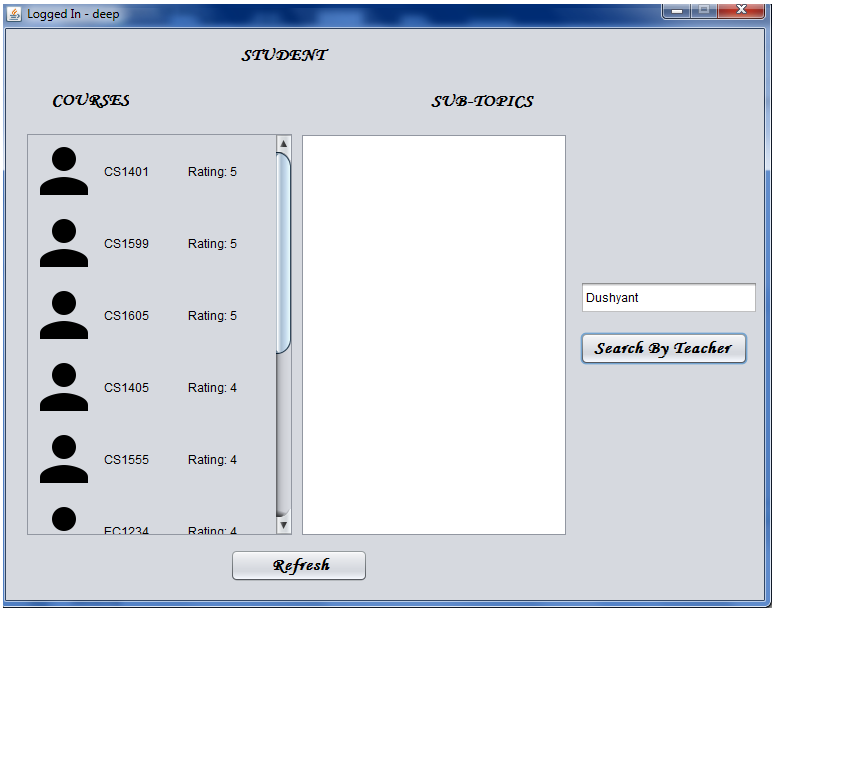 Logged In - deep
STUDENT
COURSES
SUB-TOPICS
CS1401 Rating: 5
CS1599 Rating: 5
CS1605 Rating: 5
CS1405 Rating: 4
CS1555 Rating: 4
EC1234 Rating: 4
Dushyant
Search By Teacher
Refresh